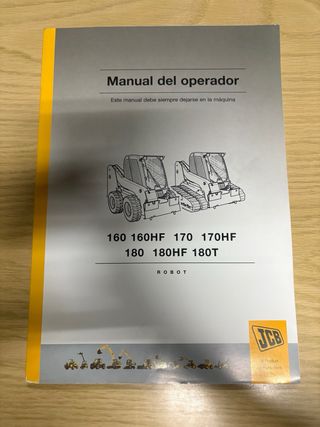 Manual del operador
Este manual debe siempre dejarse en la máquina
160 160HF 170 170HF
180 180HF 180T
ROBOT
JCB